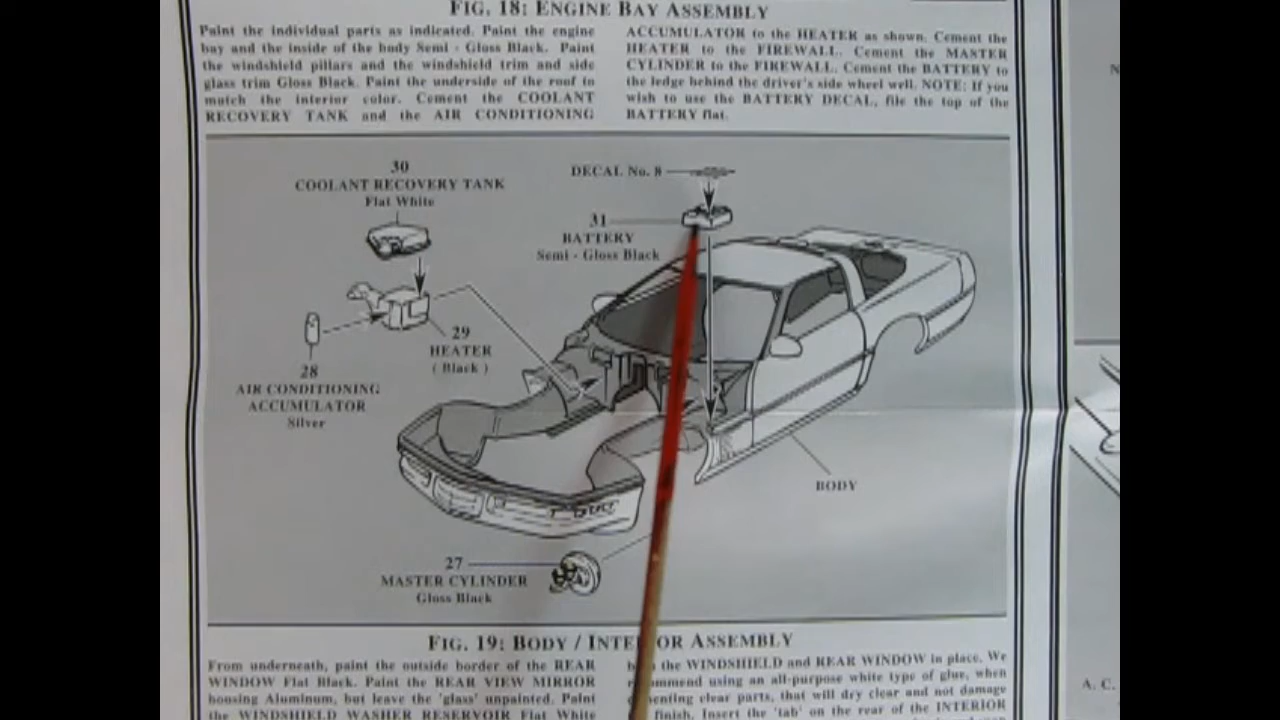 FIG. 18: ENGINE BAY ASSEMBLY
Paint the individual parts as indicated. Paint the engine
bay and the inside of the body Semi - Gloss Black. Paint
the windshield pillars and the windshield trim and side
glass trim Gloss Black. Paint the underside of the roof to
match the interior color. Cement the COOLANT
RECOVERY TANK and the AIR CONDITIONING
ACCUMULATOR to the HEATER as shown. Cement the
HEATER to the FIREWALL. Cement the MASTER
CYLINDER to the FIREWALL. Cement the BATTERY to
the ledge behind the driver's side wheel well. NOTE: If you
wish to use the BATTERY DECAL, file the top of the
BATTERY flat.
30
COOLANT RECOVERY TANK
Flat White
DECAL No. 8
31
BATTERY
Semi - Gloss Black
29
HEATER
( Black )
28
AIR CONDITIONING
ACCUMULATOR
Silver
BODY
27
MASTER CYLINDER
Gloss Black
FIG. 19: BODY / INTERIOR ASSEMBLY
From underneath, paint the outside border of the REAR
WINDOW Flat Black. Paint the REAR VIEW MIRROR
housing Aluminum, but leave the 'glass' unpainted. Paint
the WINDSHIELD WASHER RESERVOIR Flat White
the WINDSHIELD and REAR WINDOW in place. We
using an all-purpose white type of glue, when
clear parts, that will dry clear and not damage
finish. Insert the 'tab' on the rear of the INTERIOR
A. C.